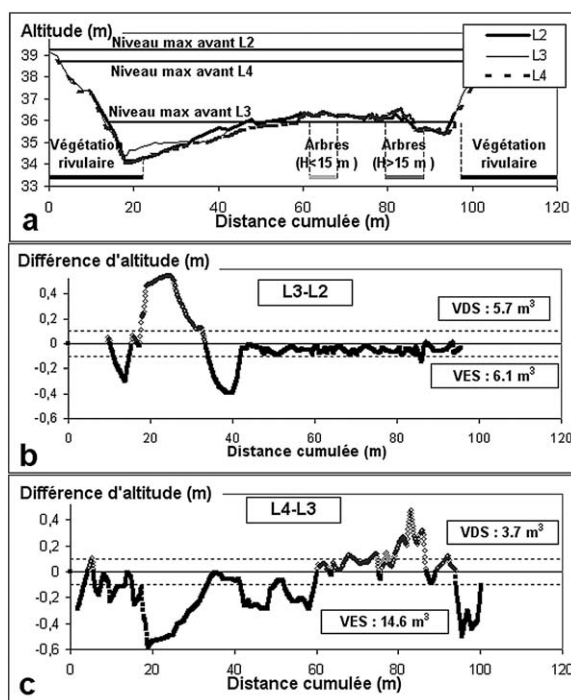 Altitude (m)
39
38
37
36
35
34
33
Niveau max avant L2
Niveau max avant L4
Niveau max avant L3
L2
L3
L4
Végétation
rivulaire
Arbres
(H<15 m )
Arbres
(H>15 m )
Végétation
rivulaire
0 20 40 60 80 100 120
a
Distance cumulée (m)
Différence d'altitude (m)
0,4
0,2
0
-0,2
-0,4
-0,6
L3-L2
VDS : 5.7 m³
VES : 6.1 m³
0 20 40 60 80 100
b
Distance cumulée (m)
Différence d'altitude (m)
0,4
0,2
0
-0,2
-0,4
-0,6
L4-L3
VDS : 3.7 m³
VES : 14.6 m³
0 20 40 60 80 100
c
Distance cumulée (m)